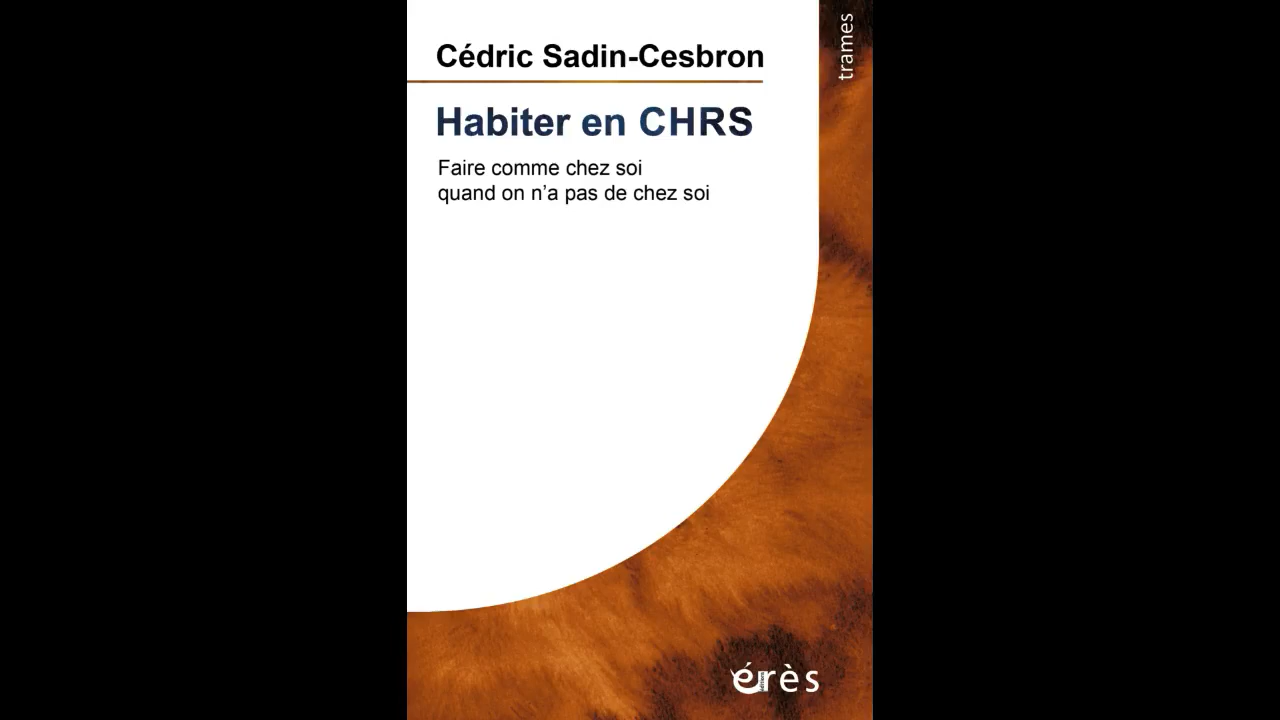 Cédric Sadin-Cesbron
Habiter en CHRS
Faire comme chez soi
quand on n'a pas de chez soi
trames
érès